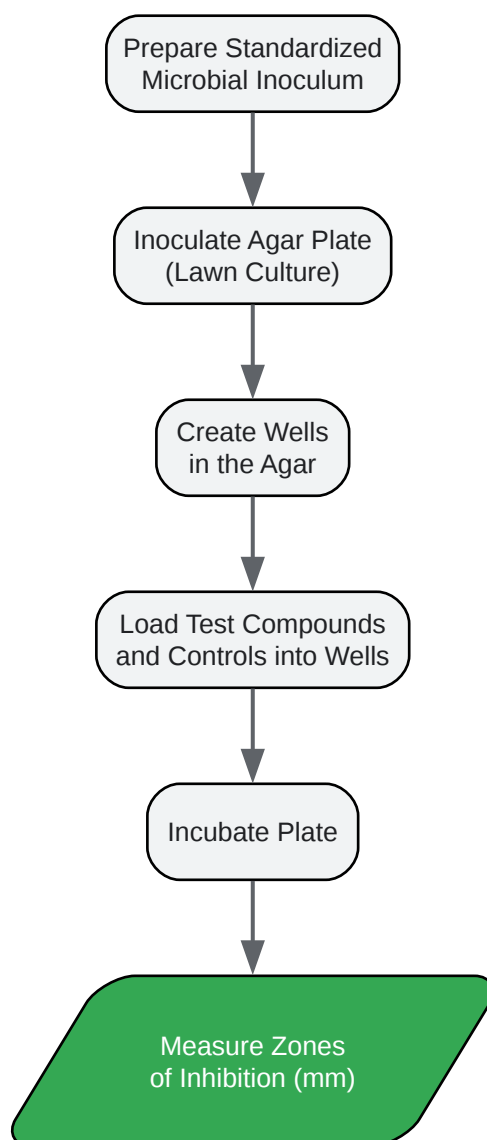 Prepare Standardized
Microbial Inoculum
Inoculate Agar Plate
(Lawn Culture)
Create Wells
in the Agar
Load Test Compounds
and Controls into Wells
Incubate Plate
Measure Zones
of Inhibition (mm)